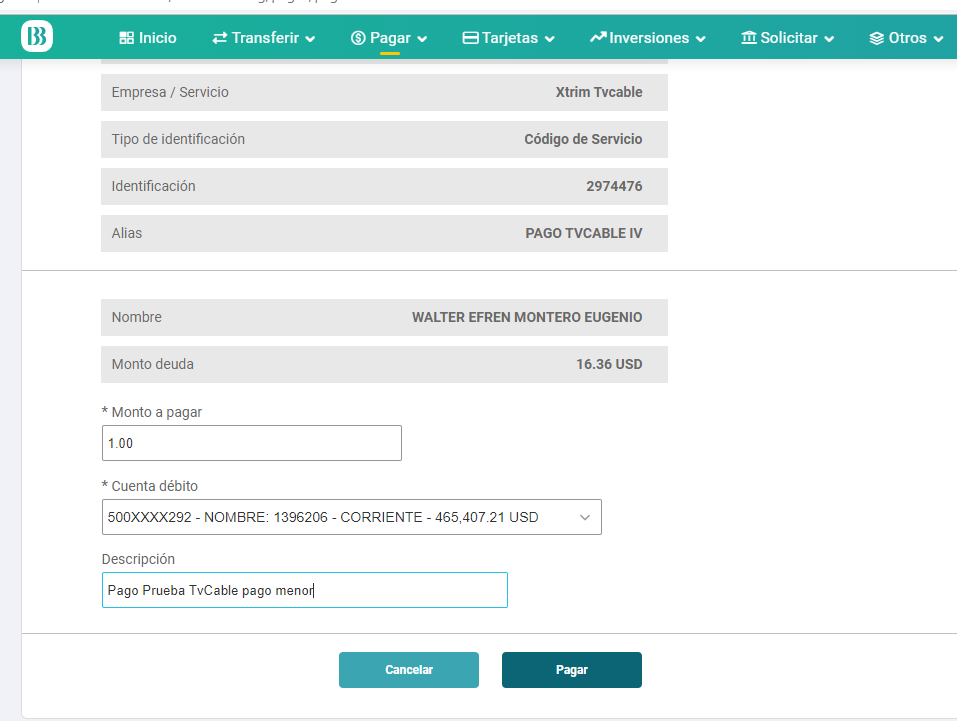 Inicio Transferir Pagar Tarjetas Inversiones Solicitar Otros
Empresa / Servicio Xtrim Tvcable
Tipo de identificación Código de Servicio
Identificación 2974476
Alias PAGO TVCABLE IV
Nombre WALTER EFREN MONTERO EUGENIO
Monto deuda 16.36 USD
* Monto a pagar
1.00
* Cuenta débito
500XXXX292 - NOMBRE: 1396206 - CORRIENTE - 465,407.21 USD
Descripción
Pago Prueba TvCable pago menor
Cancelar Pagar